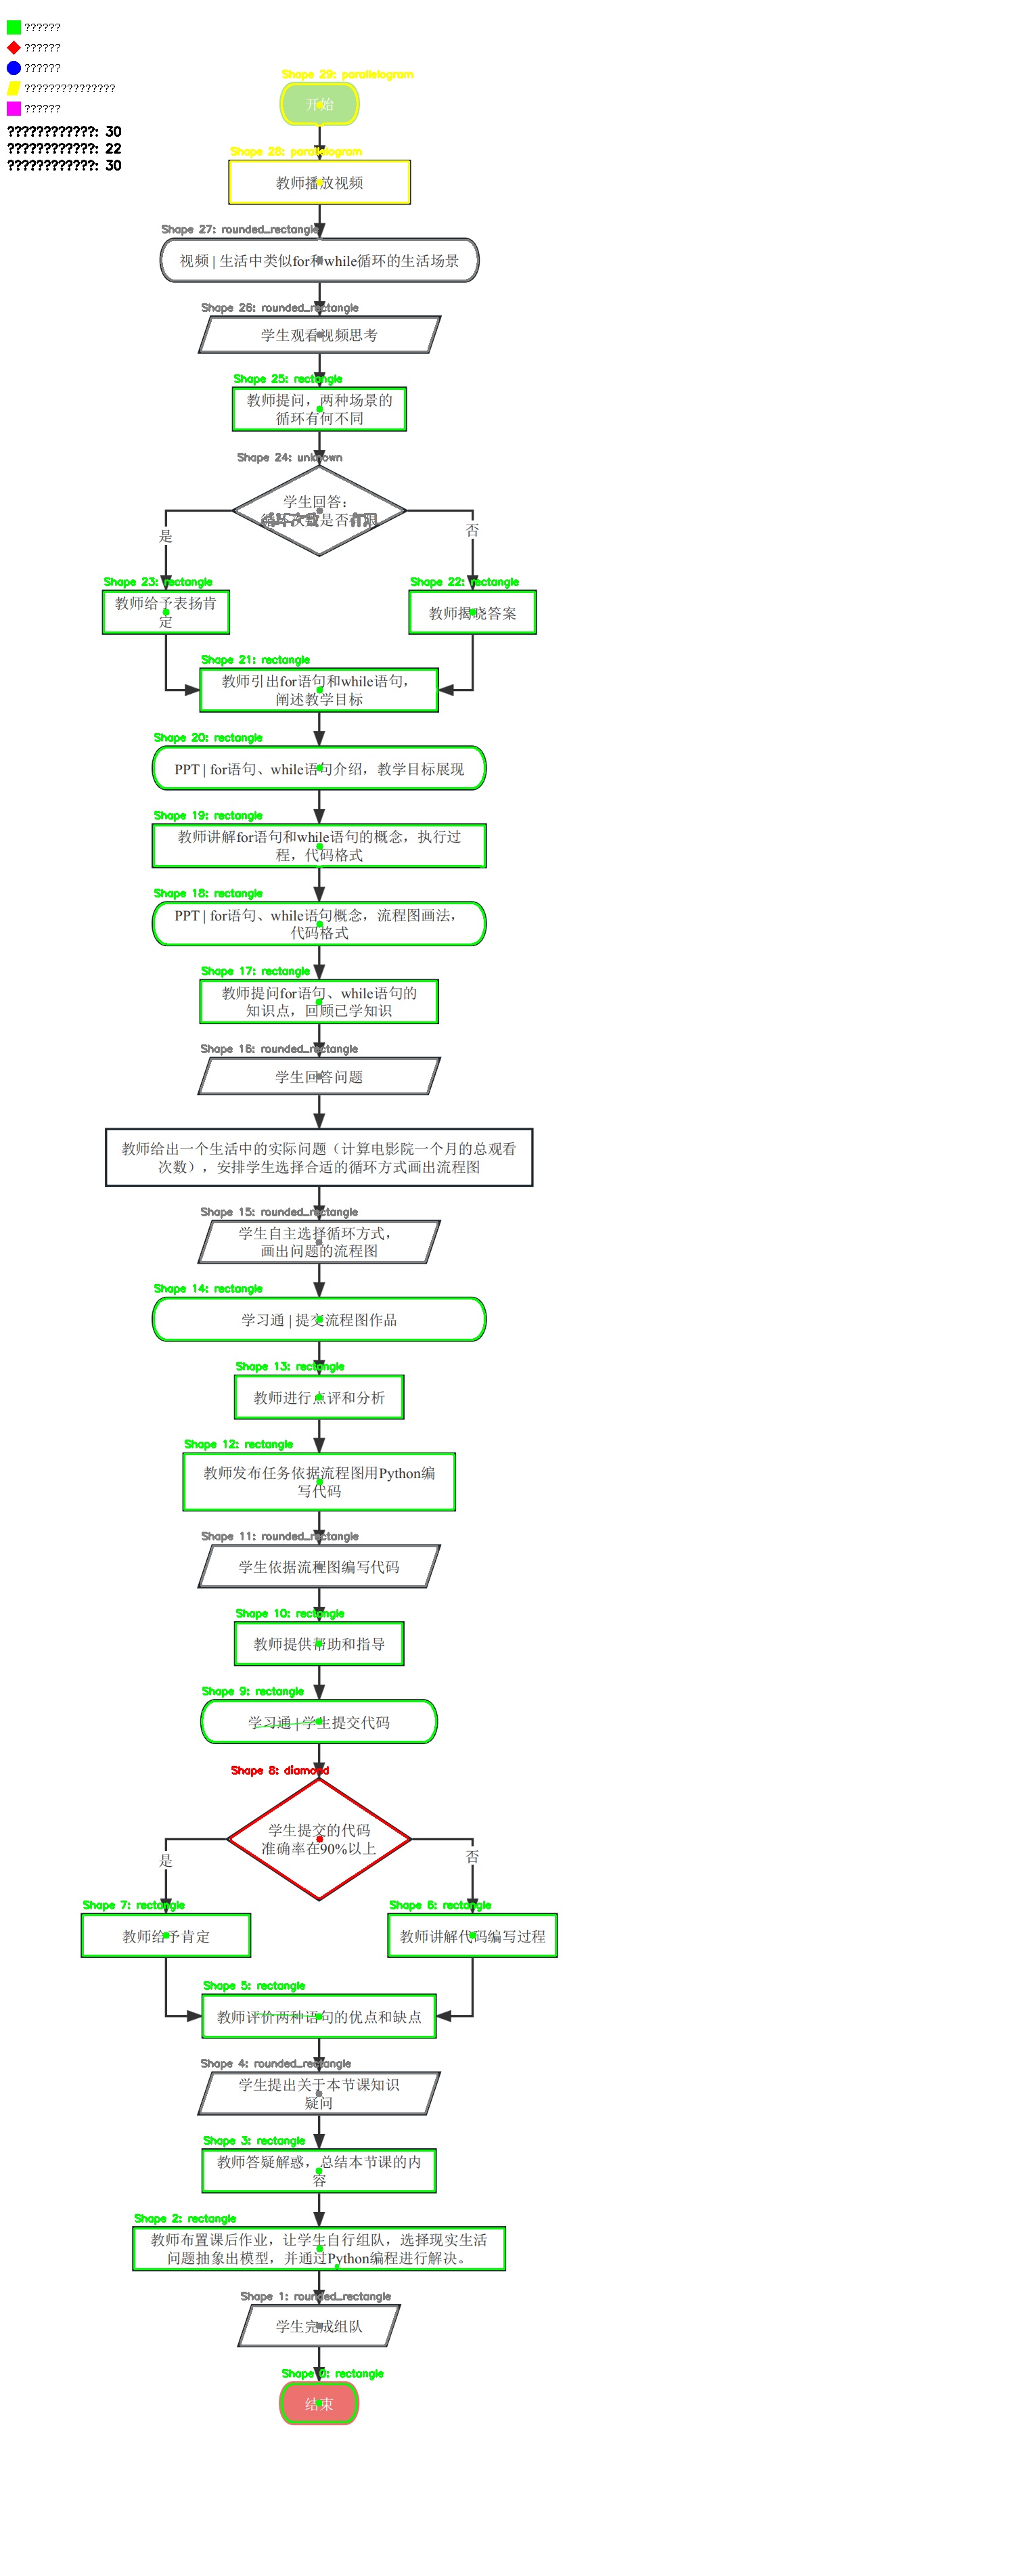 ??????
??????
??????
???????????????
??????
????????????: 30
????????????: 22
????????????: 30
Shape 29: parallelogram
开始
Shape 28: parallelogram
教师播放视频
Shape 27: rounded_rectangle
视频 | 生活中类似for和while循环的生活场景
Shape 26: rounded_rectangle
学生观看视频思考
Shape 25: rectangle
教师提问，两种场景的
循环有何不同
Shape 24: unknown
学生回答：
循环次数是否有限
是
否
Shape 23: rectangle
教师给予表扬肯
定
Shape 22: rectangle
教师揭晓答案
Shape 21: rectangle
教师引出for语句和while语句，
阐述教学目标
Shape 20: rectangle
PPT | for语句、while语句介绍，教学目标展现
Shape 19: rectangle
教师讲解for语句和while语句的概念，执行过
程，代码格式
Shape 18: rectangle
PPT | for语句、while语句概念，流程图画法，
代码格式
Shape 17: rectangle
教师提问for语句、while语句的
知识点，回顾已学知识
Shape 16: rounded_rectangle
学生回答问题
教师给出一个生活中的实际问题（计算电影院一个月的总观看
次数），安排学生选择合适的循环方式画出流程图
Shape 15: rounded_rectangle
学生自主选择循环方式，
画出问题的流程图
Shape 14: rectangle
学习通 | 提交流程图作品
Shape 13: rectangle
教师进行点评和分析
Shape 12: rectangle
教师发布任务依据流程图用Python编
写代码
Shape 11: rounded_rectangle
学生依据流程图编写代码
Shape 10: rectangle
教师提供帮助和指导
Shape 9: rectangle
学习通 | 学生提交代码
Shape 8: diamond
学生提交的代码
准确率在90%以上
是
否
Shape 7: rectangle
教师给予肯定
Shape 6: rectangle
教师讲解代码编写过程
Shape 5: rectangle
教师评价两种语句的优点和缺点
Shape 4: rounded_rectangle
学生提出关于本节课知识
疑问
Shape 3: rectangle
教师答疑解惑，总结本节课的内
容
Shape 2: rectangle
教师布置课后作业，让学生自行组队，选择现实生活
问题抽象出模型，并通过Python编程进行解决。
Shape 1: rounded_rectangle
学生完成组队
Shape 0: rectangle
结束